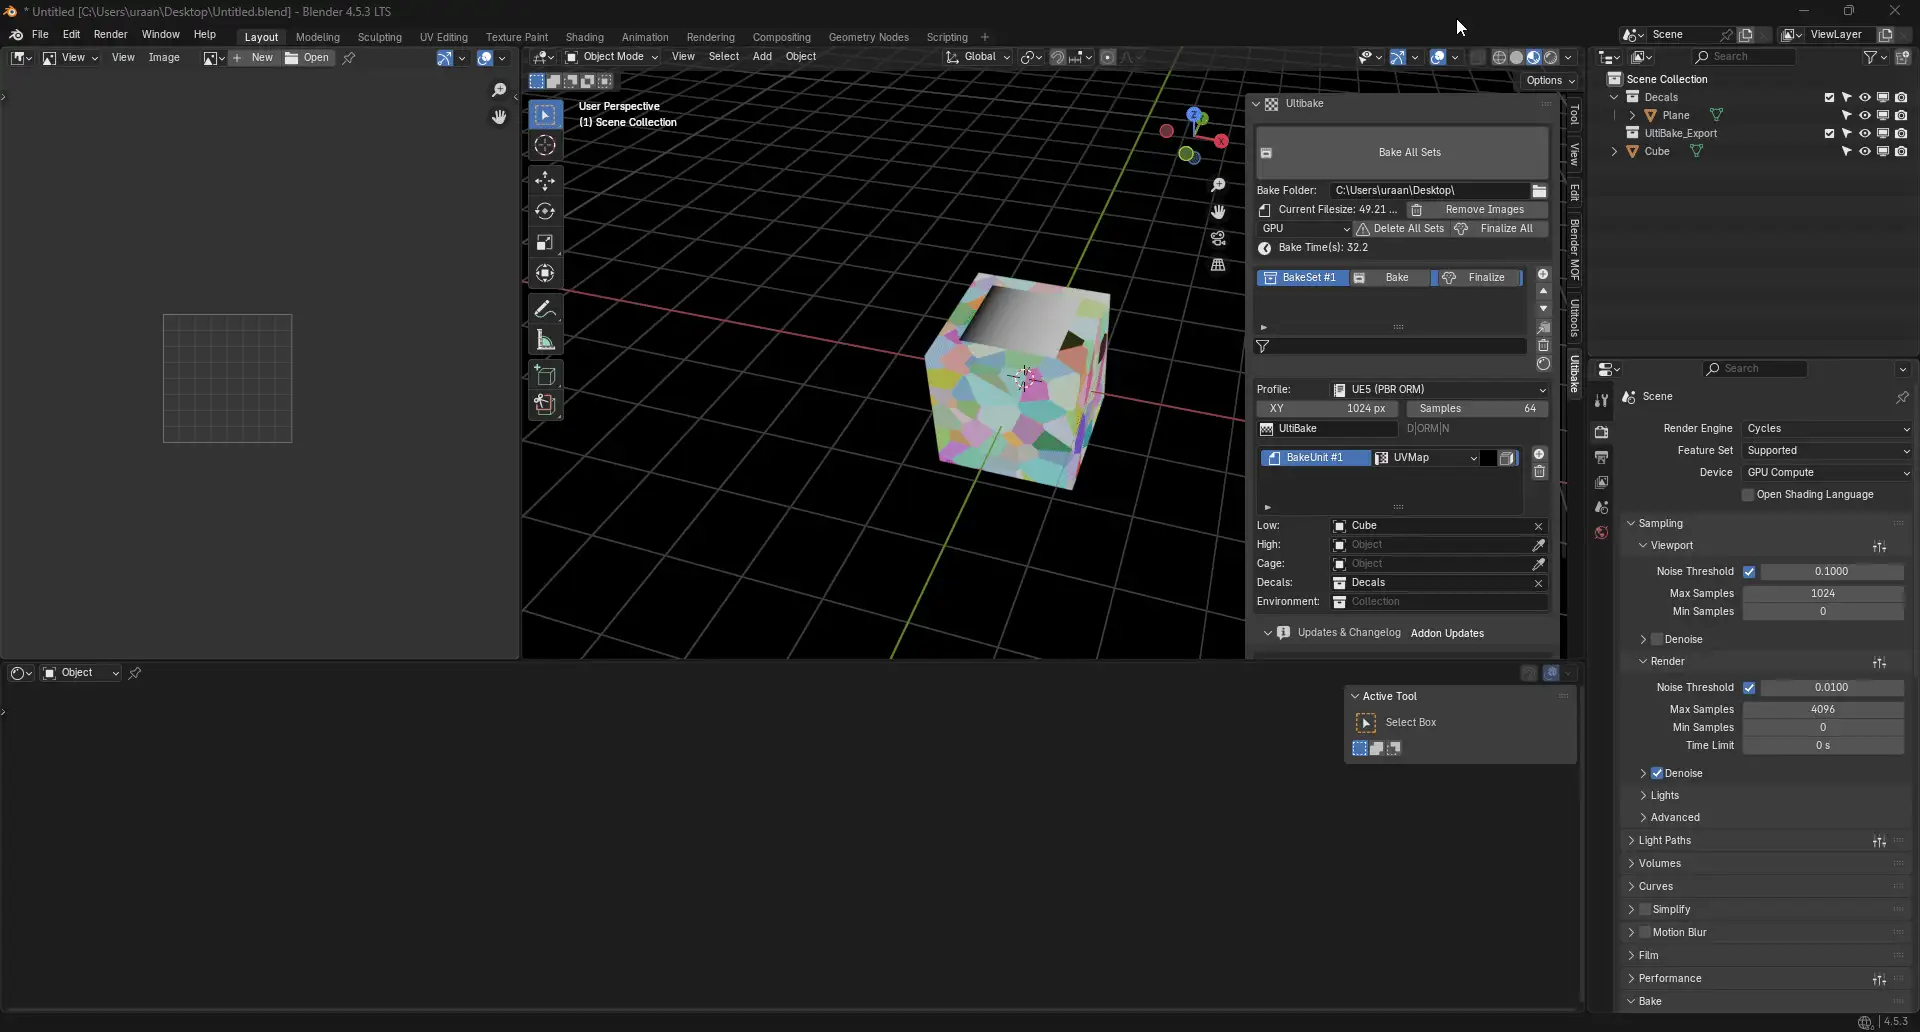 * Untitled [C:\Users\uraan\Desktop\Untitled.blend] - Blender 4.5.3 LTS
File Edit Render Window Help Layout Modeling Sculpting UV Editing Texture Paint Shading Animation Rendering Compositing Geometry Nodes Scripting + Scene ViewLayer
View View Image + New Open Object Mode View Select Add Object Global Search
Options
User Perspective
(1) Scene Collection
Z
X
Ultibake
Bake All Sets
Bake Folder: C:\Users\uraan\Desktop\
Current Filesize: 49.21 ... Remove Images
GPU Delete All Sets Finalize All
Bake Time(s): 32.2
BakeSet #1 Bake Finalize
Profile: UE5 (PBR ORM)
XY 1024 px Samples 64
UltiBake D|ORM|N
BakeUnit #1 UVMap
Low: Cube
High: Object
Cage: Object
Decals: Decals
Environment: Collection
Updates & Changelog Addon Updates
Tool
View
Edit
Blender MOF
Ultitools
Ultibake
Scene Collection
Decals
Plane
UltiBake_Export
Cube
Search
Scene
Render Engine Cycles
Feature Set Supported
Device GPU Compute
Open Shading Language
Sampling
Viewport
Noise Threshold 0.1000
Max Samples 1024
Min Samples 0
Denoise
Render
Noise Threshold 0.0100
Max Samples 4096
Min Samples 0
Time Limit 0 s
Denoise
Lights
Advanced
Light Paths
Volumes
Curves
Simplify
Motion Blur
Film
Performance
Bake
Object
Active Tool
Select Box
4.5.3